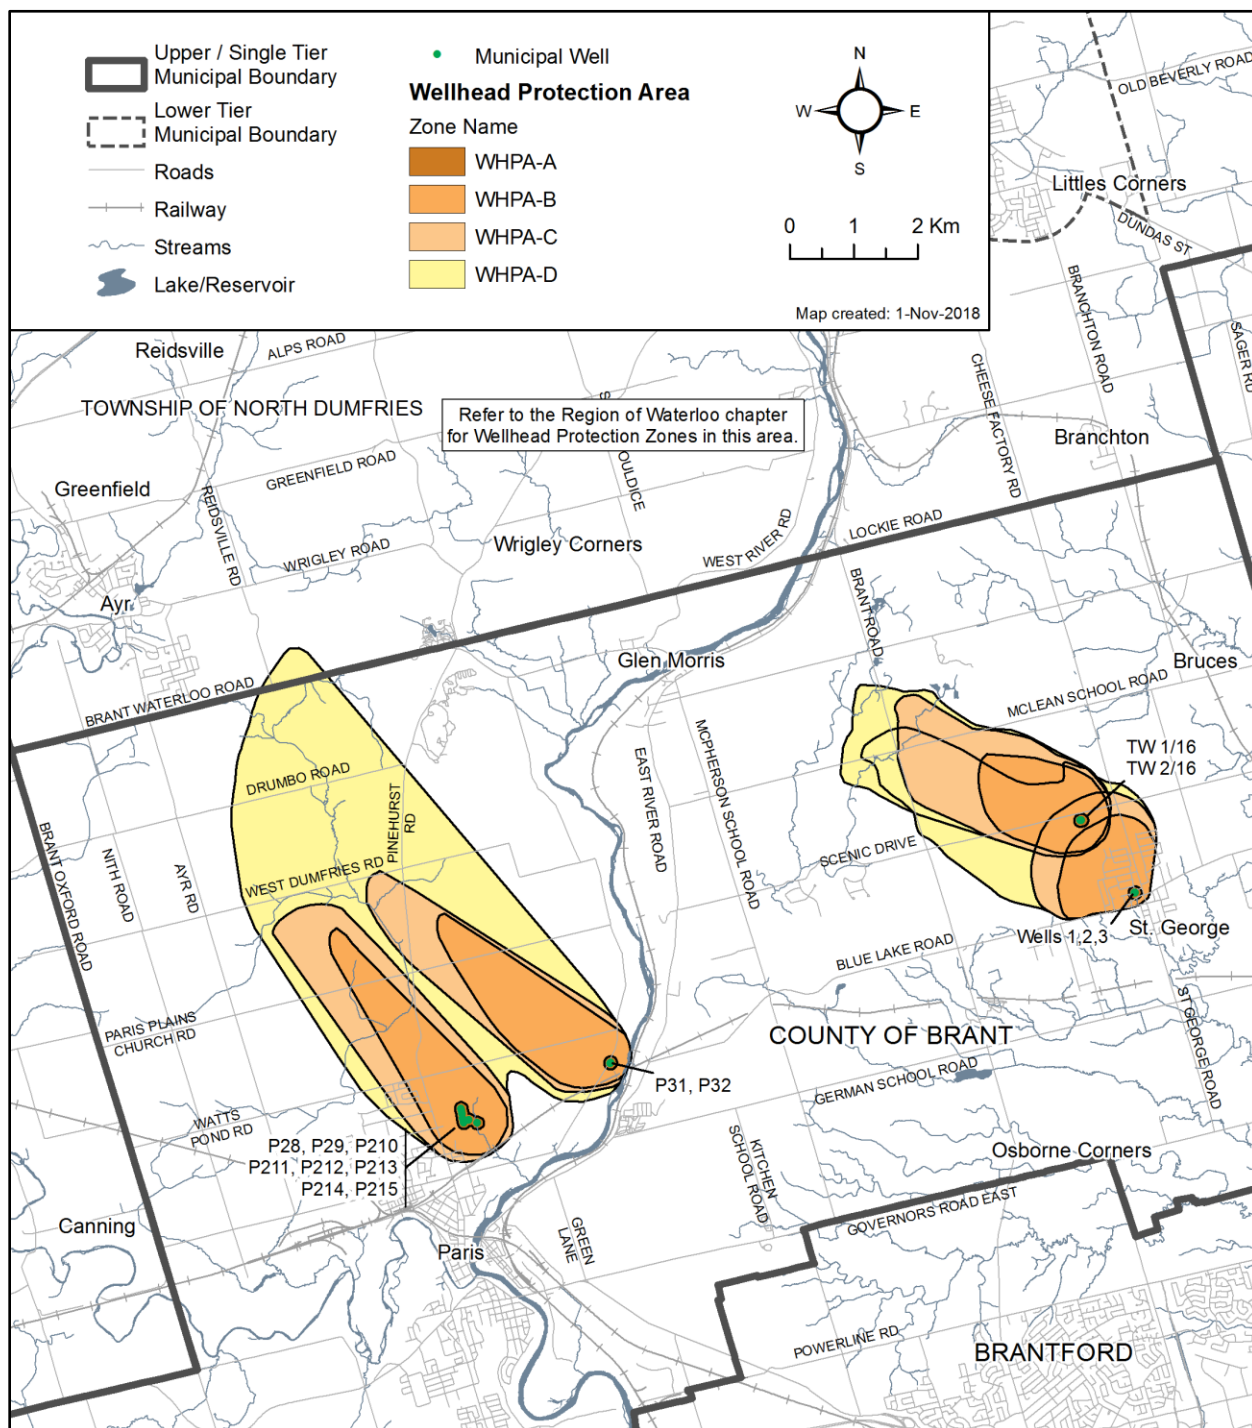 Upper / Single Tier
Municipal Boundary
Lower Tier
Municipal Boundary
Roads
Railway
Streams
Lake/Reservoir
Municipal Well
Wellhead Protection Area
Zone Name
WHPA-A
WHPA-B
WHPA-C
WHPA-D
N
W
E
S
0
1
2 Km
Map created: 1-Nov-2018
OLD BEVERLY ROAD
Littles Corners
DUNDAS ST
BRANCHTON ROAD
SAGER RD
Reidsville
ALPS ROAD
CHEESE FACTORY RD
TOWNSHIP OF NORTH DUMFRIES
Refer to the Region of Waterloo chapter
for Wellhead Protection Zones in this area.
Branchton
GREENFIELD ROAD
OULDICE
Greenfield
REIDSVILLE RD
WRIGLEY ROAD
Wrigley Corners
WEST RIVER RD
LOCKIE ROAD
Ayr
BRANT ROAD
Glen Morris
Bruces
BRANT WATERLOO ROAD
MCLEAN SCHOOL ROAD
MCPHERSON SCHOOL ROAD
EAST RIVER ROAD
TW 1/16
TW 2/16
DRUMBO ROAD
PINEHURST
RD
BRANT OXFORD ROAD
NITH ROAD
AYR RD
WEST DUMFRIES RD
SCENIC DRIVE
Wells 1,2,3
St. George
BLUE LAKE ROAD
ST GEORGE ROAD
PARIS PLAINS
CHURCH RD
COUNTY OF BRANT
P31, P32
GERMAN SCHOOL ROAD
WATTS
POND RD
P28, P29, P210
P211, P212, P213
P214, P215
KITCHEN
SCHOOL ROAD
Osborne Corners
GOVERNORS ROAD EAST
Canning
Paris
GREEN
LANE
POWERLINE RD
BRANTFORD